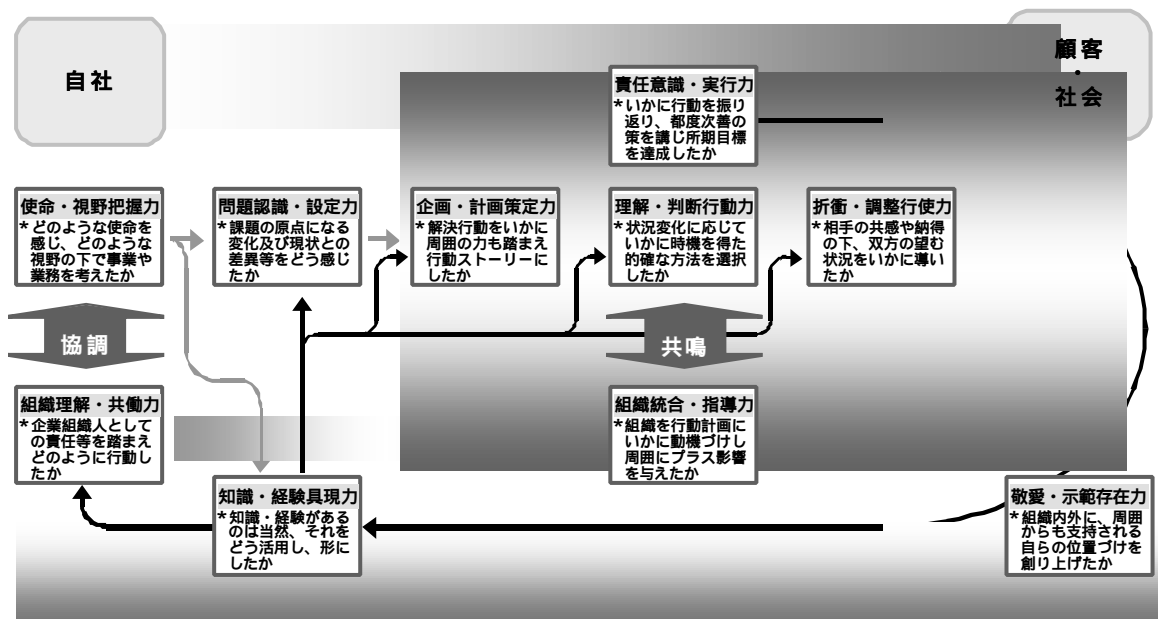 自社
顧客
・
社会
責任意識・実行力
*いかに行動を振り
返り、都度次善の
策を講じ所期目標
を達成したか
使命・視野把握力
*どのような使命を
感じ、どのような
視野の下で事業や
業務を考えたか
問題認識・設定力
*課題の原点になる
変化及び現状との
差異等をどう感じ
たか
企画・計画策定力
*解決行動をいかに
周囲の力も踏まえ
行動ストーリーに
したか
理解・判断行動力
*状況変化に応じて
いかに時機を得た
的確な方法を選択
したか
折衝・調整行使力
*相手の共感や納得
の下、双方の望む
状況をいかに導い
たか
協調
共鳴
組織理解・共働力
*企業組織人として
の責任等を踏まえ
どのように行動し
たか
組織統合・指導力
*組織を行動計画に
いかに動機づけし
周囲にプラス影響
を与えたか
知識・経験具現力
*知識・経験がある
のは当然、それを
どう活用し、形に
したか
敬愛・示範存在力
*組織内外に、周囲
からも支持される
自らの位置づけを
創り上げたか